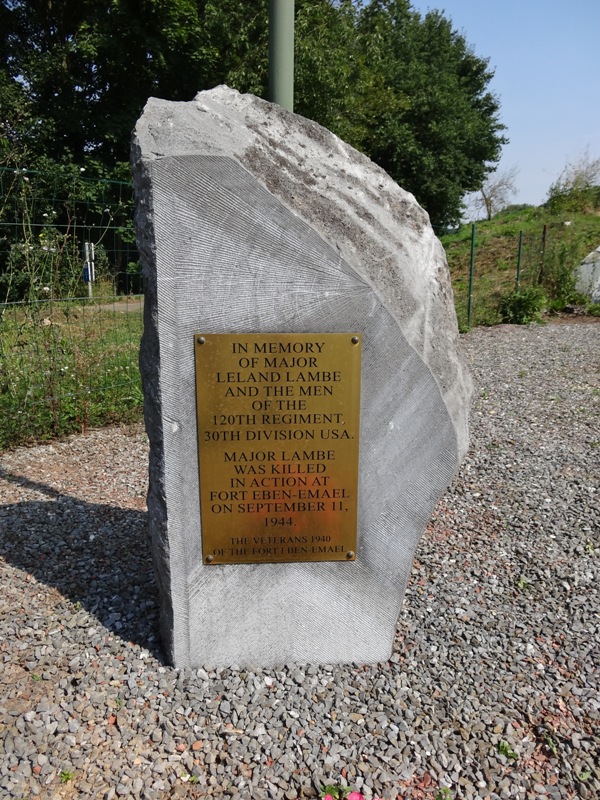 IN MEMORY
OF MAJOR
LELAND LAMBE
AND THE MEN
OF THE
120TH REGIMENT,
30TH DIVISION USA.
MAJOR LAMBE
WAS KILLED
IN ACTION AT
FORT EBEN-EMAEL
ON SEPTEMBER 11,
1944.
THE VETERANS 1940
OF THE FORT EBEN-EMAEL